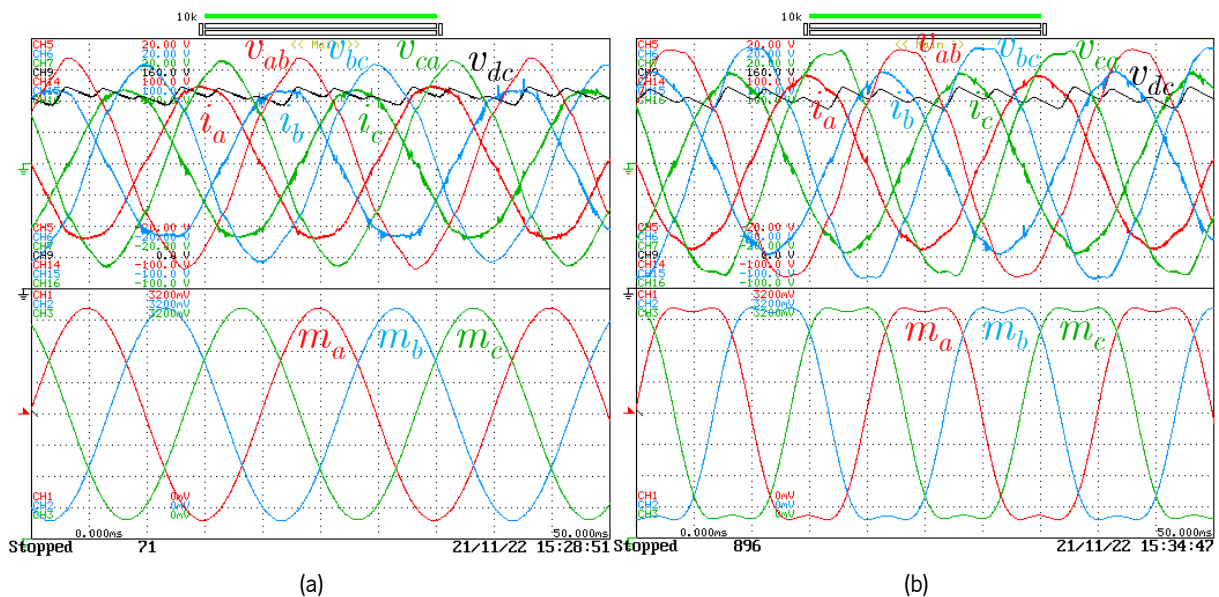 10k
<< Main >>
CH5 20.00 V
CH6 20.00 V
CH7
CH9 160.0 V
CH14 100.0 V
CH15
v_ab v_bc v_ca v_dc
i_a i_b i_c
CH5 -20.00 V
CH6
CH7 -20.00 V
CH9 0.0 V
CH14 -100.0 V
CH15 -100.0 V
CH16 -100.0 V
CH1 3200mV
CH2 3200mV
CH3 3200mV
m_a m_b m_c
CH1 0mV
CH2 0mV
CH3 0mV
0.000ms 50.000ms
Stopped 71 21/11/22 15:28:51
(a)
10k
<< Main >>
CH5 20.00 V
CH6 20.00 V
CH7
CH9 160.0 V
CH14 100.0 V
CH15
CH16
v_ab v_bc v_ca v_dc
i_a i_b i_c
CH5 -20.00 V
CH6
CH7 -20.00 V
CH9 0.0 V
CH14 -100.0 V
CH15 -100.0 V
CH16 -100.0 V
CH1 3200mV
CH2 3200mV
CH3 3200mV
m_a m_b m_c
CH1 0mV
CH2 0mV
CH3 0mV
0.000ms 50.000ms
Stopped 896 21/11/22 15:34:47
(b)